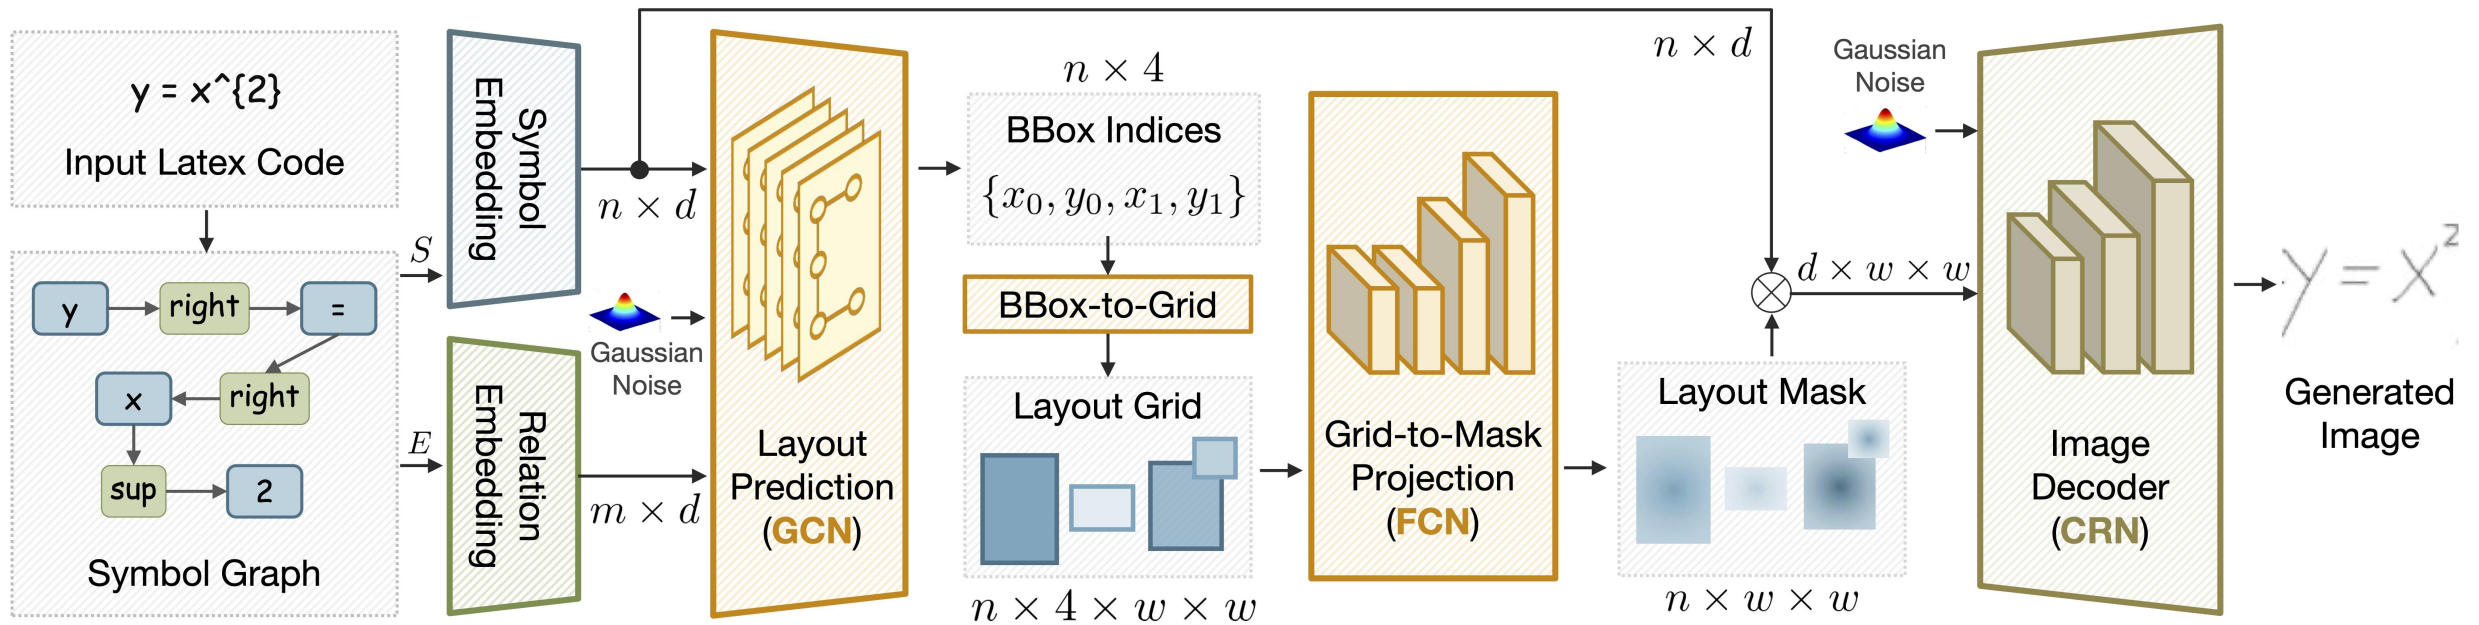 y = x^{2}
Input Latex Code
y
right
=
x
right
sup
2
Symbol Graph
S
E
Symbol
Embedding
Relation
Embedding
n × d
m × d
Gaussian
Noise
Layout
Prediction
(GCN)
n × 4
BBox Indices
{x₀, y₀, x₁, y₁}
BBox-to-Grid
Layout Grid
n × 4 × w × w
Grid-to-Mask
Projection
(FCN)
n × d
Layout Mask
n × w × w
d × w × w
Gaussian
Noise
Image
Decoder
(CRN)
y = x²
Generated
Image